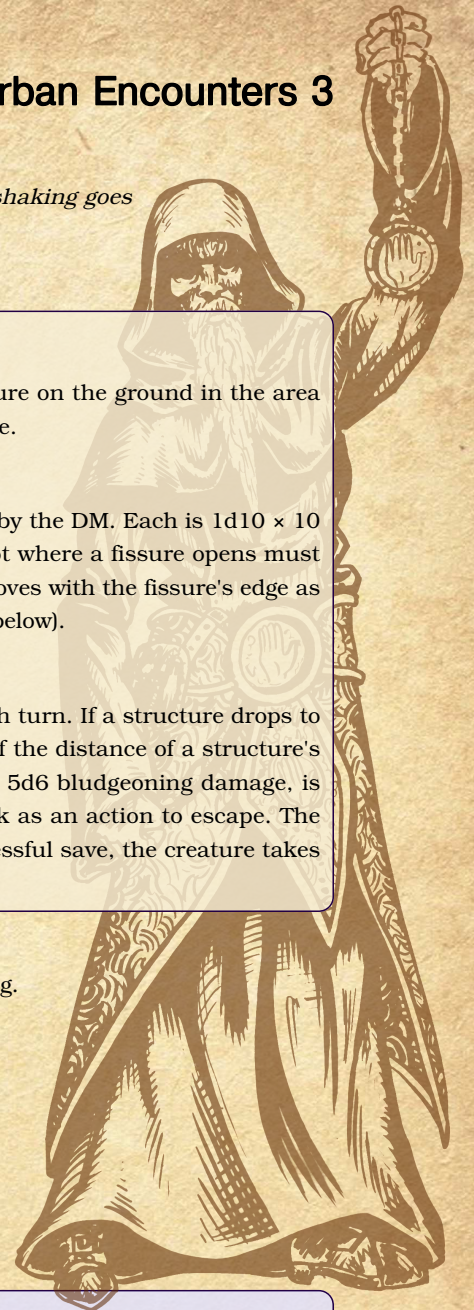 rban Encounters 3
shaking goes
ure on the ground in the area
e.
by the DM. Each is 1d10 × 10
ot where a fissure opens must
oves with the fissure's edge as
below).
h turn. If a structure drops to
f the distance of a structure's
5d6 bludgeoning damage, is
k as an action to escape. The
essful save, the creature takes
g.